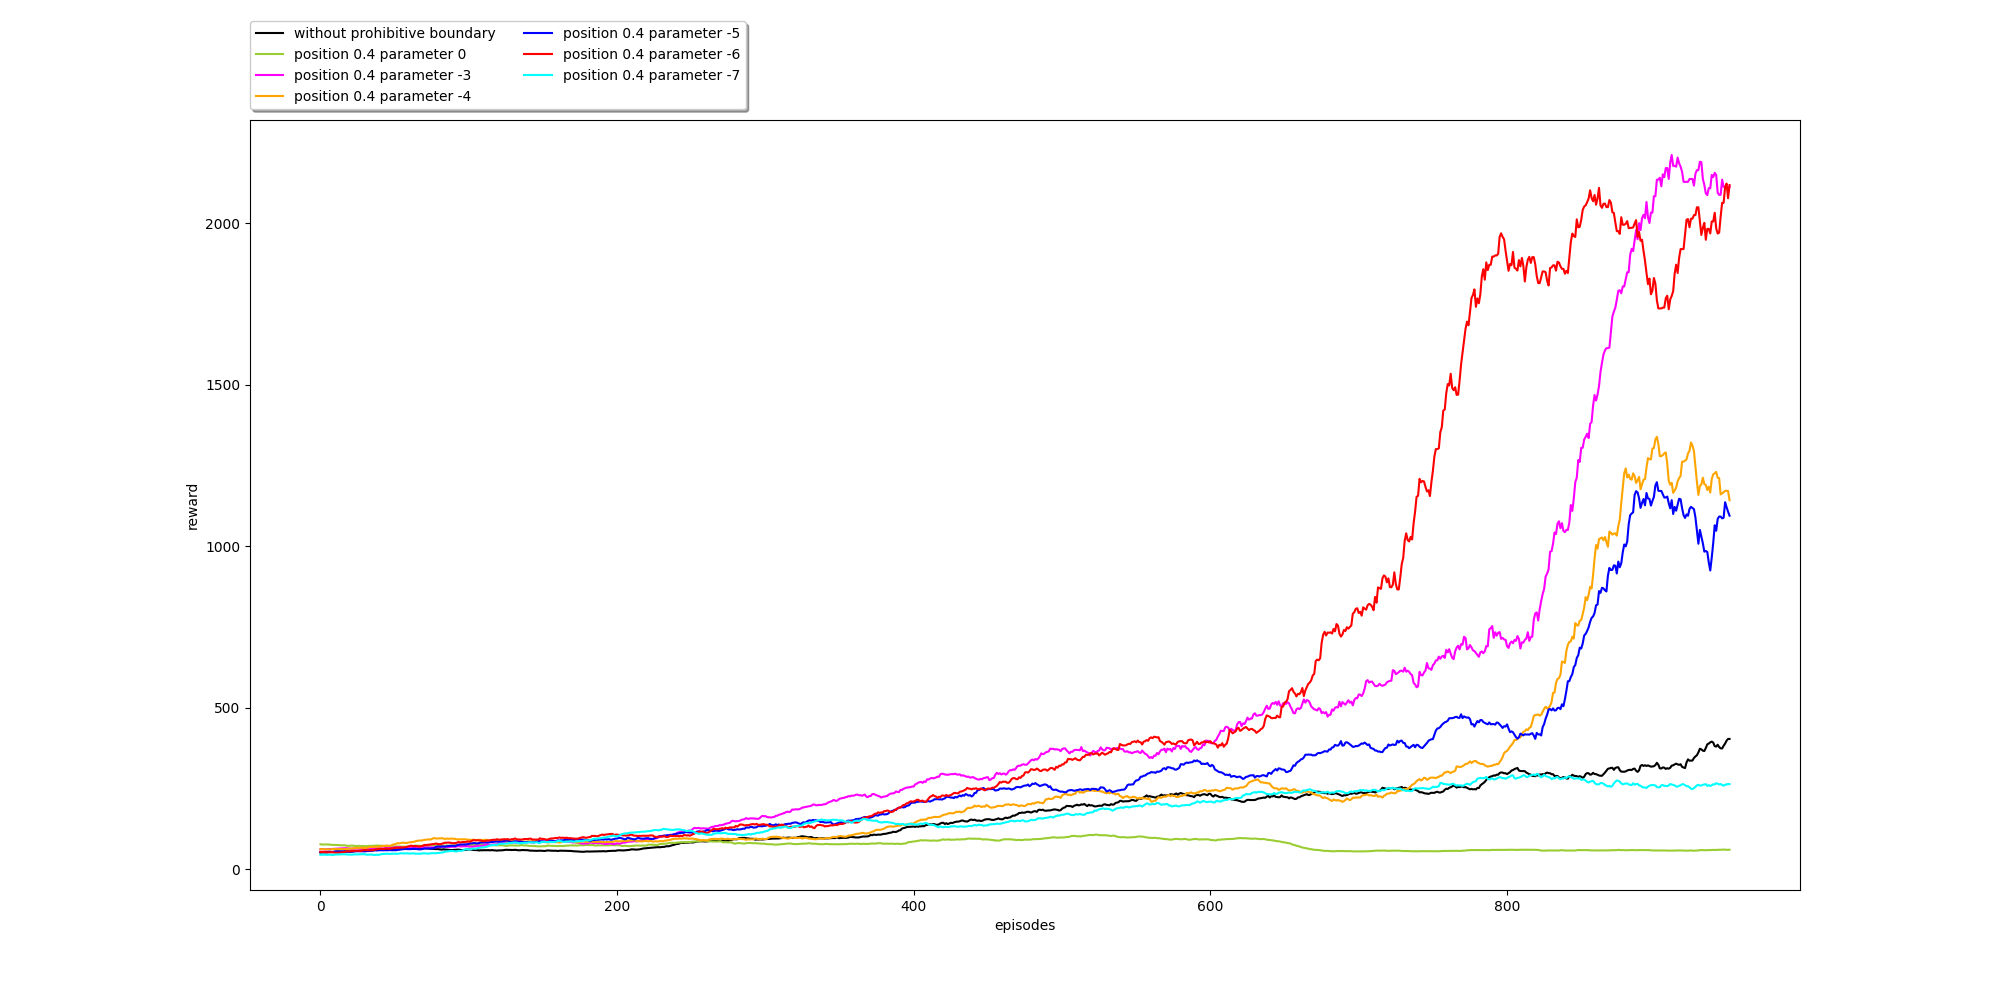 without prohibitive boundary
position 0.4 parameter 0
position 0.4 parameter -3
position 0.4 parameter -4
position 0.4 parameter -5
position 0.4 parameter -6
position 0.4 parameter -7
2000
1500
1000
500
0
reward
0 200 400 600 800
episodes